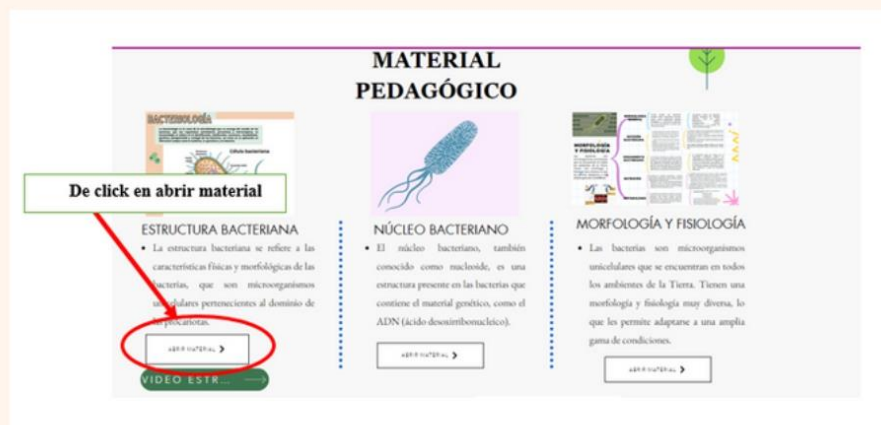 MATERIAL
PEDAGÓGICO
BACTERIOLOGÍA
Célula bacteriana
De click en abrir material
ESTRUCTURA BACTERIANA
• La estructura bacteriana se refiere a las
características físicas y morfológicas de las
bacterias, que son microorganismos
unicelulares pertenecientes al dominio de
las procariotas.
ABRIR MATERIAL ❯
VIDEO ESTR...
NÚCLEO BACTERIANO
• El núcleo bacteriano, también
conocido como nucleoide, es una
estructura presente en las bacterias que
contiene el material genético, como el
ADN (ácido desoxirribonucleico).
ABRIR MATERIAL ❯
MORFOLOGÍA
Y FISIOLOGÍA
MORFOLOGÍA Y FISIOLOGÍA
• Las bacterias son microorganismos
unicelulares que se encuentran en todos
los ambientes de la Tierra. Tienen una
morfología y fisiología muy diversa, lo
que les permite adaptarse a una amplia
gama de condiciones.
ABRIR MATERIAL ❯